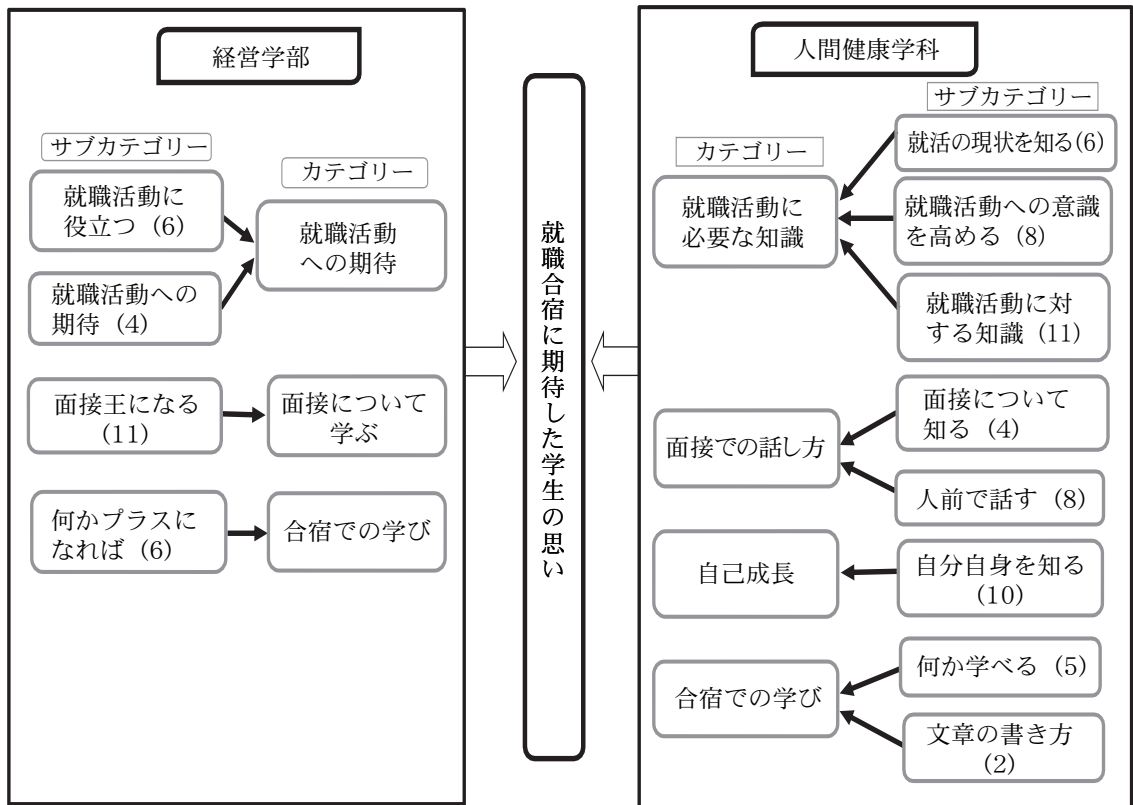 経営学部
サブカテゴリー
カテゴリー
就職活動に
役立つ（6）
就職活動
への期待
就職活動への
期待（4）
面接王になる
(11)
面接について
学ぶ
何かプラスに
なれば（6）
合宿での学び
就職合宿に期待した学生の思い
人間健康学科
サブカテゴリー
カテゴリー
就活の現状を知る(6)
就職活動に
必要な知識
就職活動への意識
を高める（8）
就職活動に対
する知識（11）
面接での話し方
面接について
知る（4）
人前で話す（8）
自己成長
自分自身を知る
(10)
合宿での学び
何か学べる（5）
文章の書き方
(2)